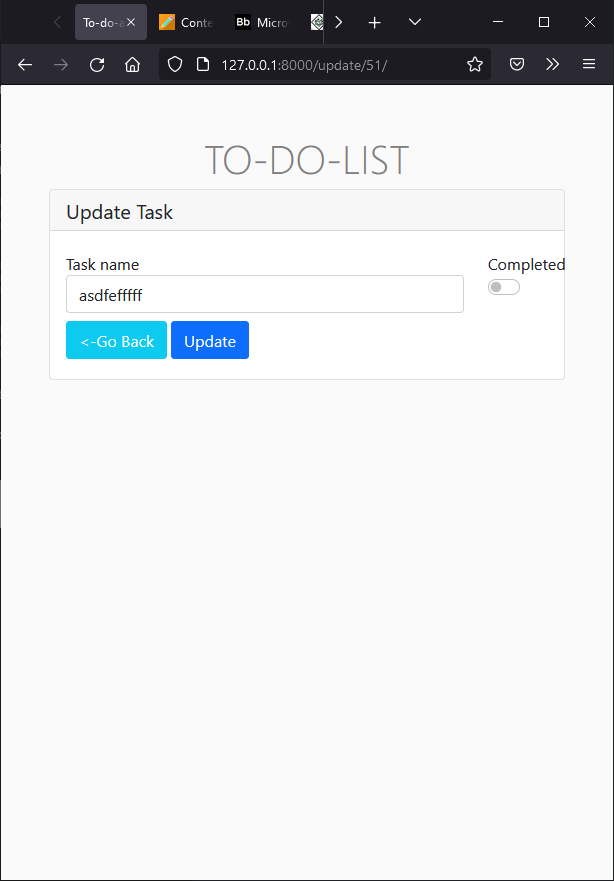 To-do-a
Conte
Bb Micro
127.0.0.1:8000/update/51/
TO-DO-LIST
Update Task
Task name
Completed
asdfefffff
<-Go Back
Update